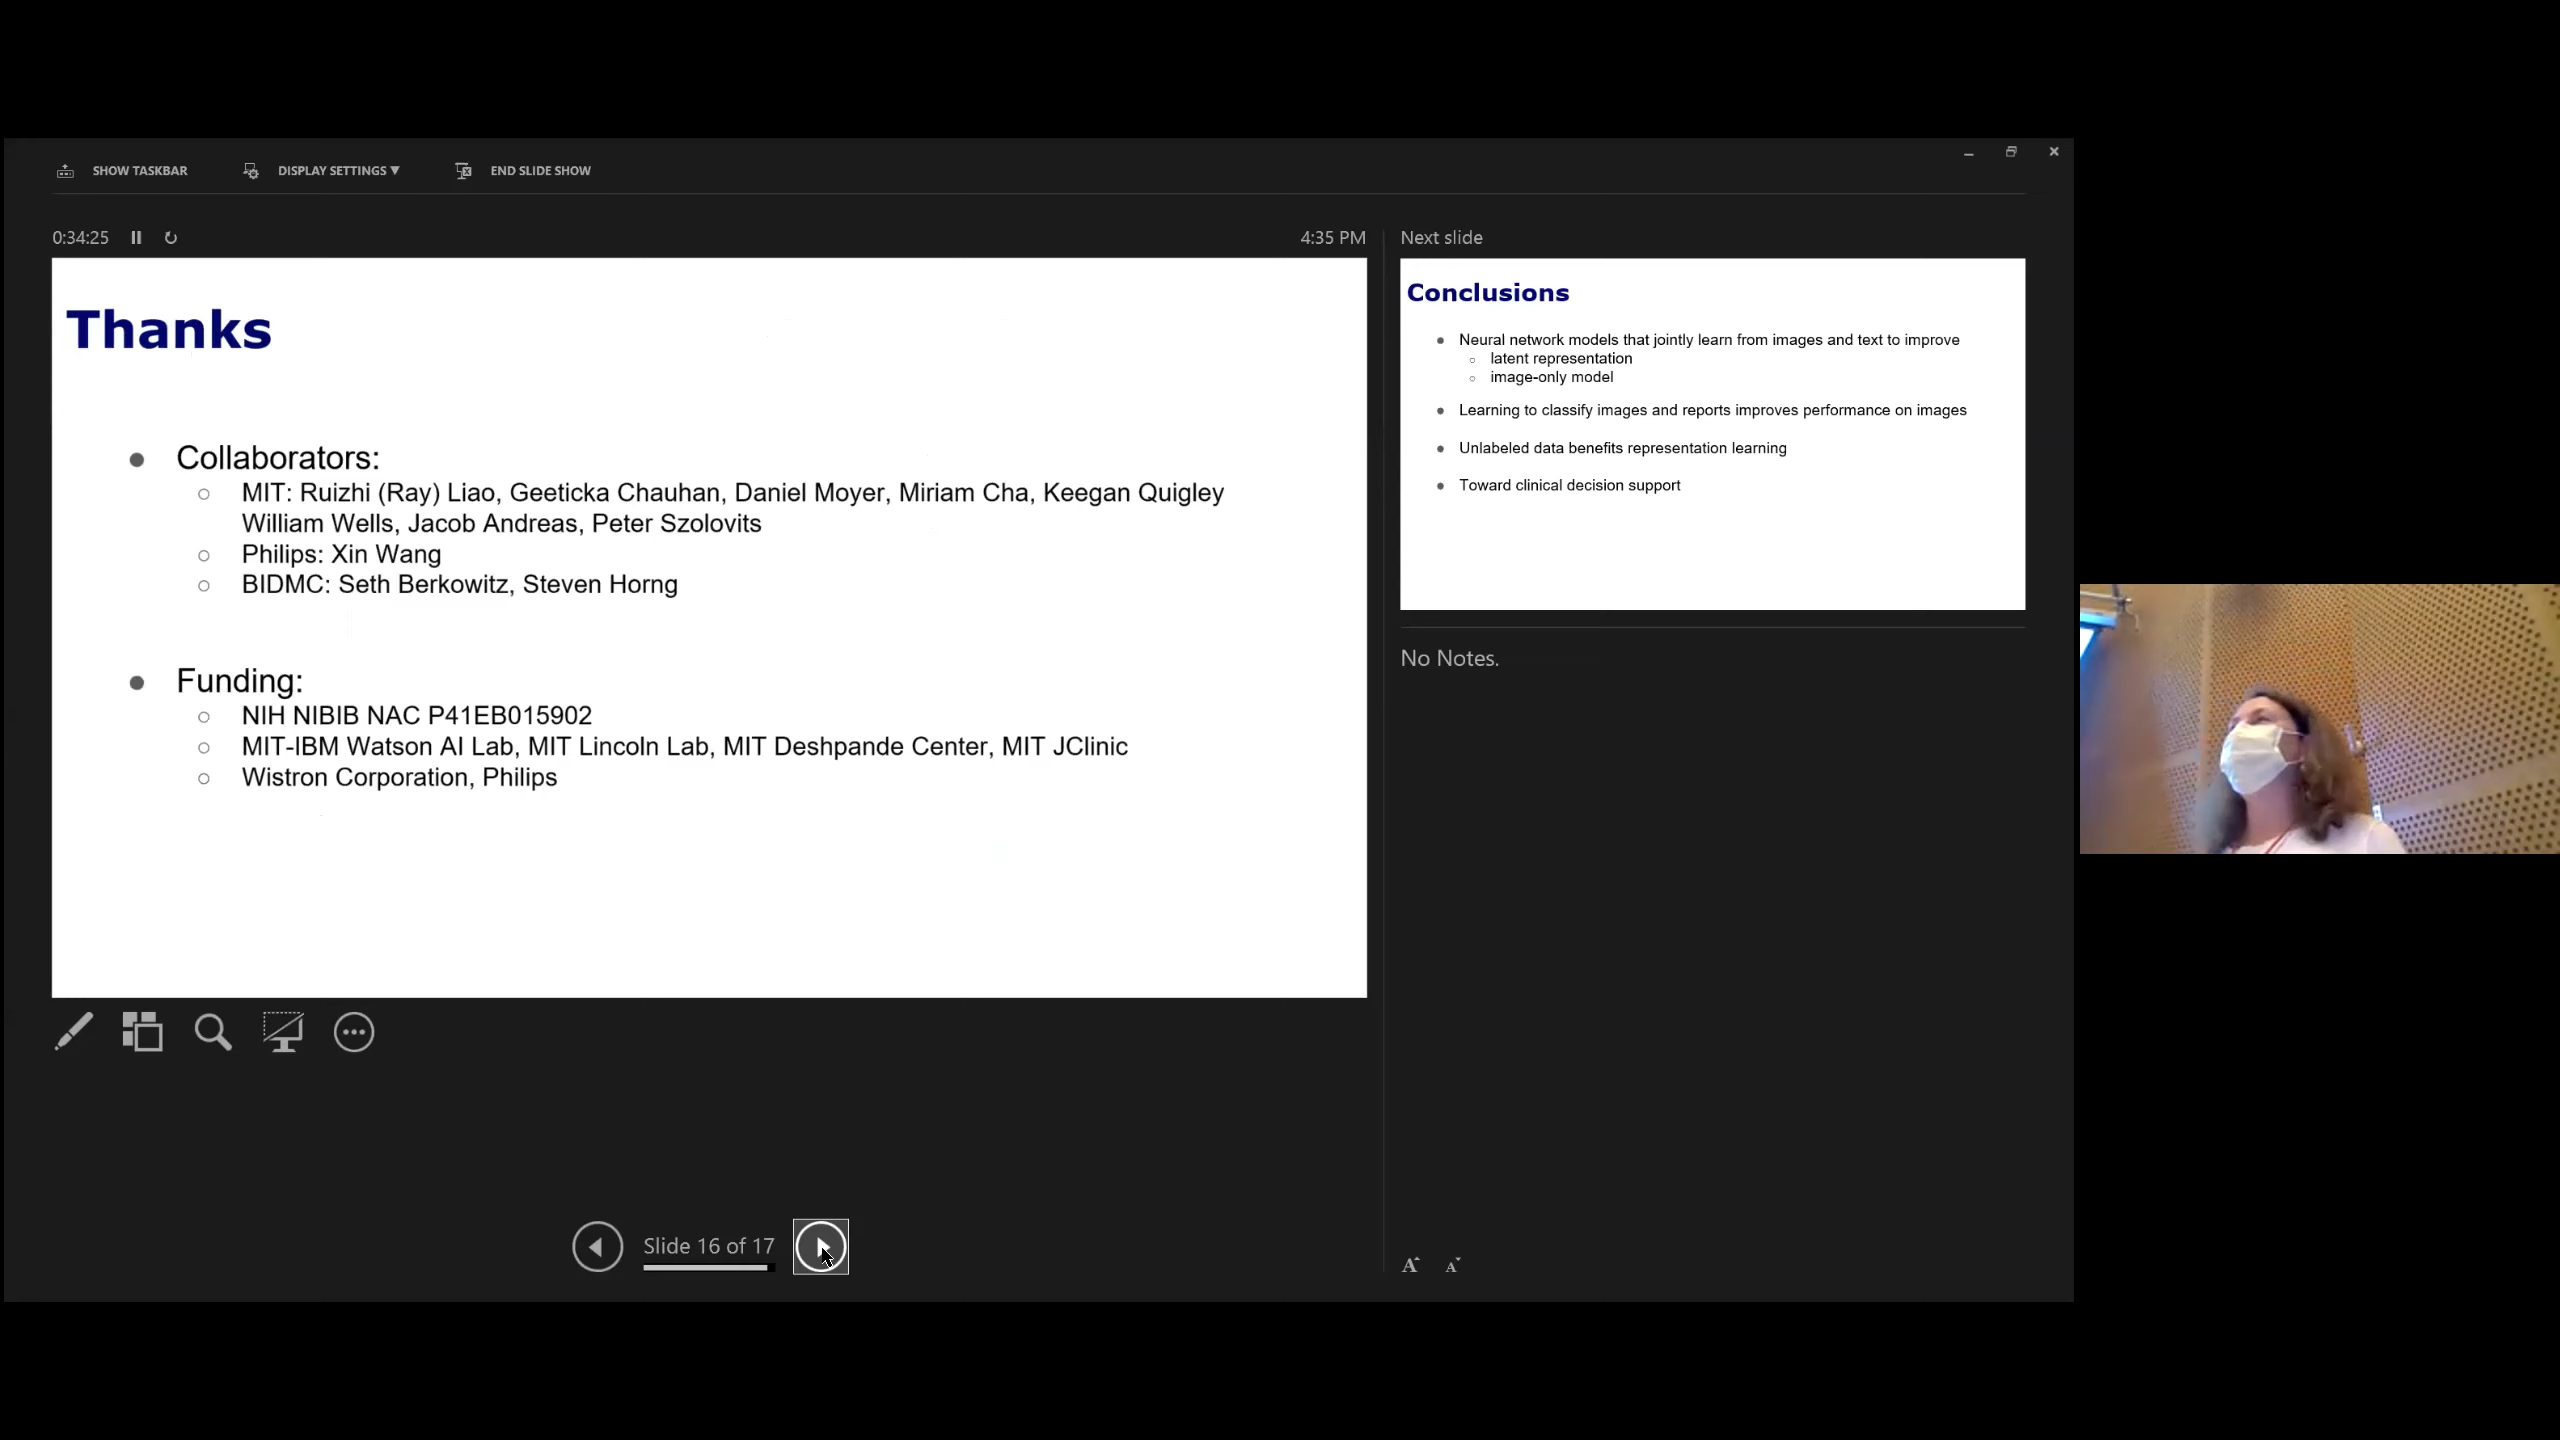 SHOW TASKBAR
DISPLAY SETTINGS ▼
END SLIDE SHOW
0:34:25
4:35 PM
Thanks
● Collaborators:
○ MIT: Ruizhi (Ray) Liao, Geeticka Chauhan, Daniel Moyer, Miriam Cha, Keegan Quigley
William Wells, Jacob Andreas, Peter Szolovits
○ Philips: Xin Wang
○ BIDMC: Seth Berkowitz, Steven Horng
● Funding:
○ NIH NIBIB NAC P41EB015902
○ MIT-IBM Watson AI Lab, MIT Lincoln Lab, MIT Deshpande Center, MIT JClinic
○ Wistron Corporation, Philips
Slide 16 of 17
Next slide
Conclusions
● Neural network models that jointly learn from images and text to improve
○ latent representation
○ image-only model
● Learning to classify images and reports improves performance on images
● Unlabeled data benefits representation learning
● Toward clinical decision support
No Notes.
A A